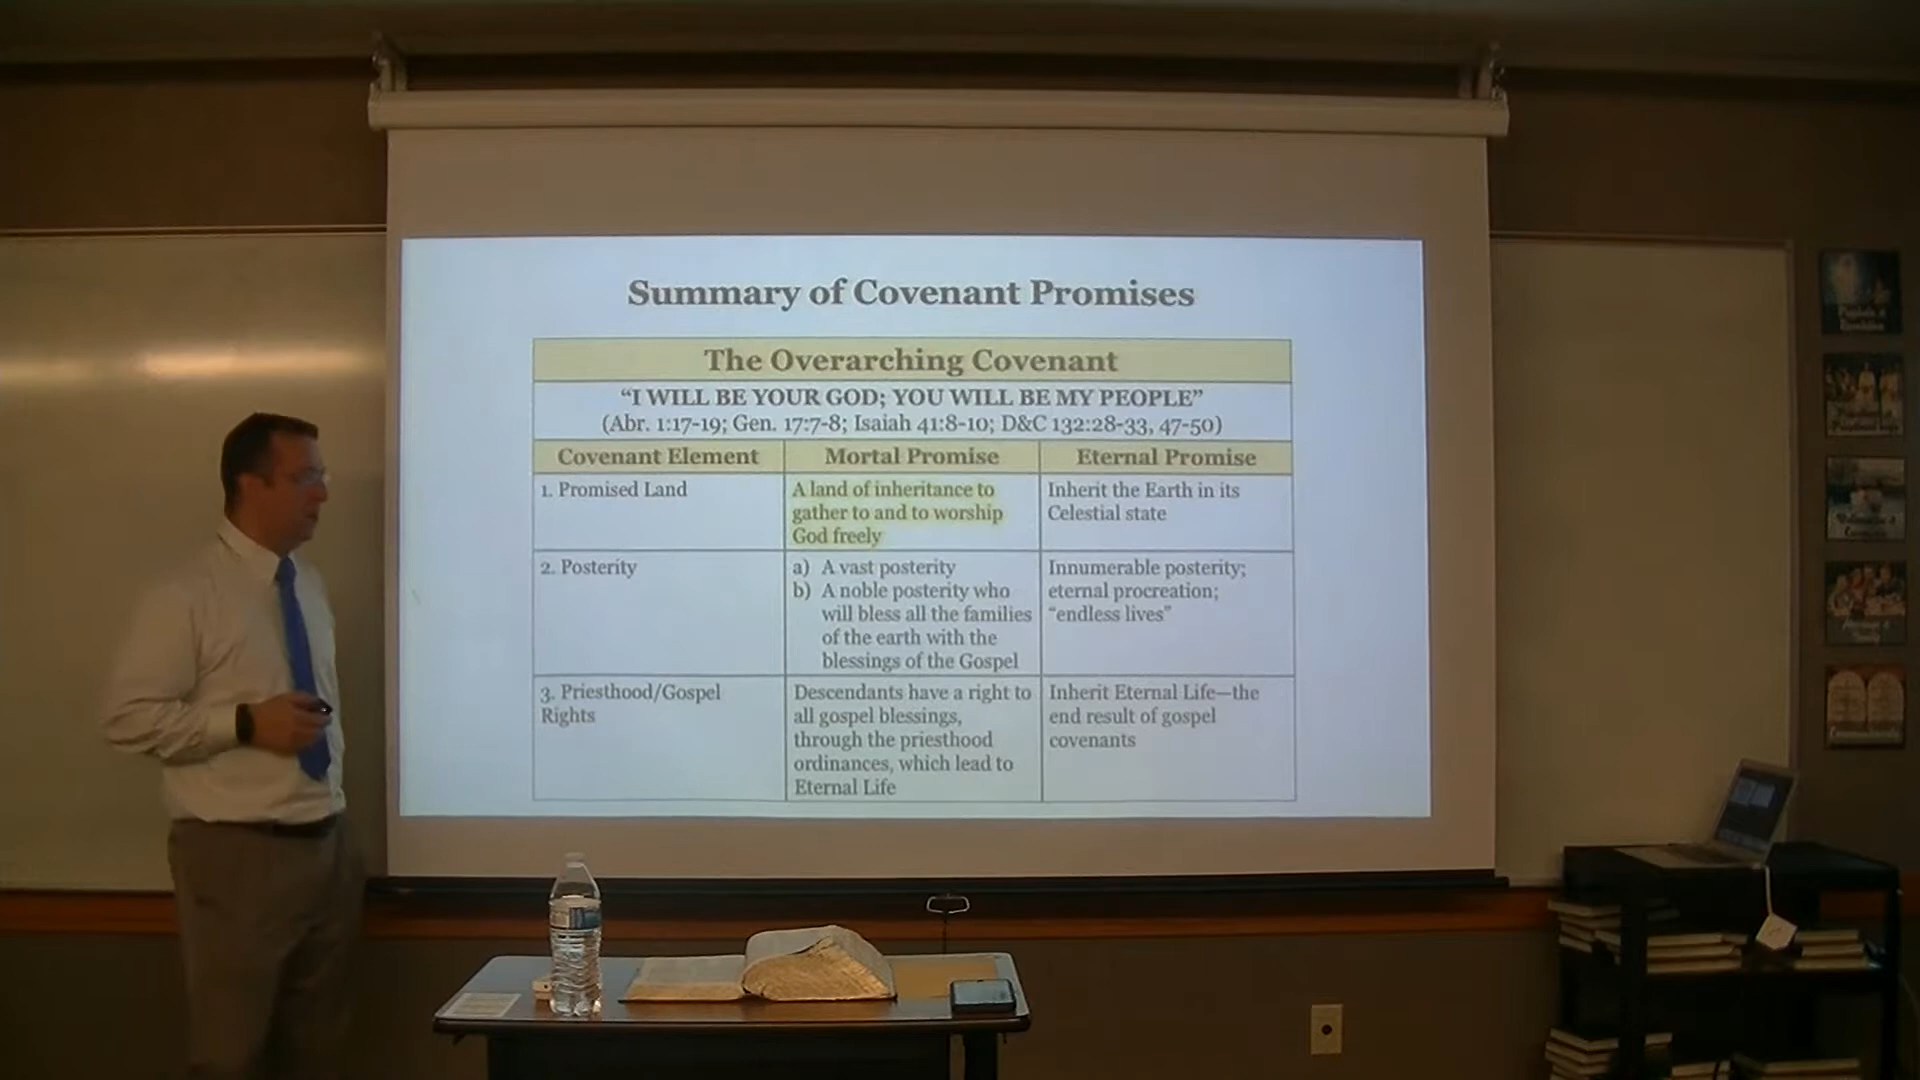 Summary of Covenant Promises
The Overarching Covenant
“I WILL BE YOUR GOD; YOU WILL BE MY PEOPLE”
(Abr. 1:17-19; Gen. 17:7-8; Isaiah 41:8-10; D&C 132:28-33, 47-50)
Covenant Element
Mortal Promise
Eternal Promise
1. Promised Land
A land of inheritance to
gather to and to worship
God freely
Inherit the Earth in its
Celestial state
2. Posterity
a) A vast posterity
b) A noble posterity who
will bless all the families
of the earth with the
blessings of the Gospel
Innumerable posterity;
eternal procreation;
“endless lives”
3. Priesthood/Gospel
Rights
Descendants have a right to
all gospel blessings,
through the priesthood
ordinances, which lead to
Eternal Life
Inherit Eternal Life—the
end result of gospel
covenants